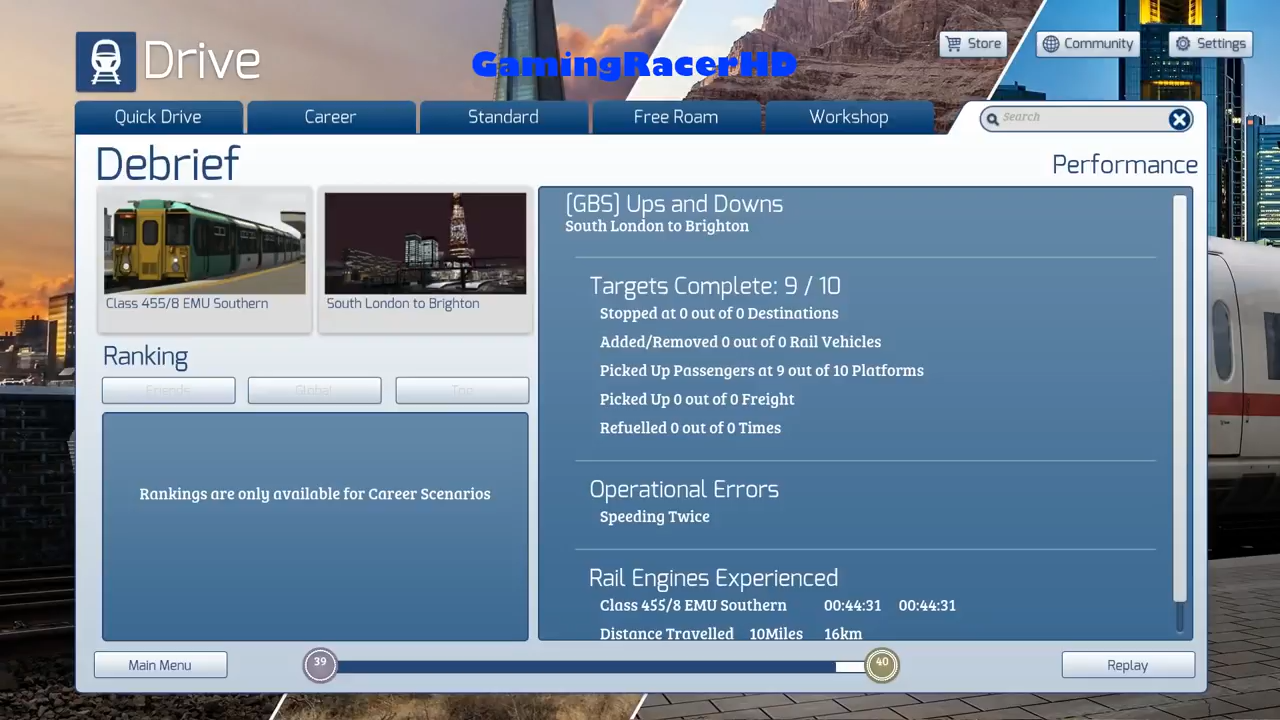 GamingRacerHD
Drive
Store
Community
Settings
Quick Drive
Career
Standard
Free Roam
Workshop
Search
Debrief
Performance
Class 455/8 EMU Southern
South London to Brighton
Ranking
Friends
Global
Top
Rankings are only available for Career Scenarios
[GBS] Ups and Downs
South London to Brighton
Targets Complete: 9 / 10
Stopped at 0 out of 0 Destinations
Added/Removed 0 out of 0 Rail Vehicles
Picked Up Passengers at 9 out of 10 Platforms
Picked Up 0 out of 0 Freight
Refuelled 0 out of 0 Times
Operational Errors
Speeding Twice
Rail Engines Experienced
Class 455/8 EMU Southern 00:44:31 00:44:31
Distance Travelled 10Miles 16km
Main Menu
39
40
Replay